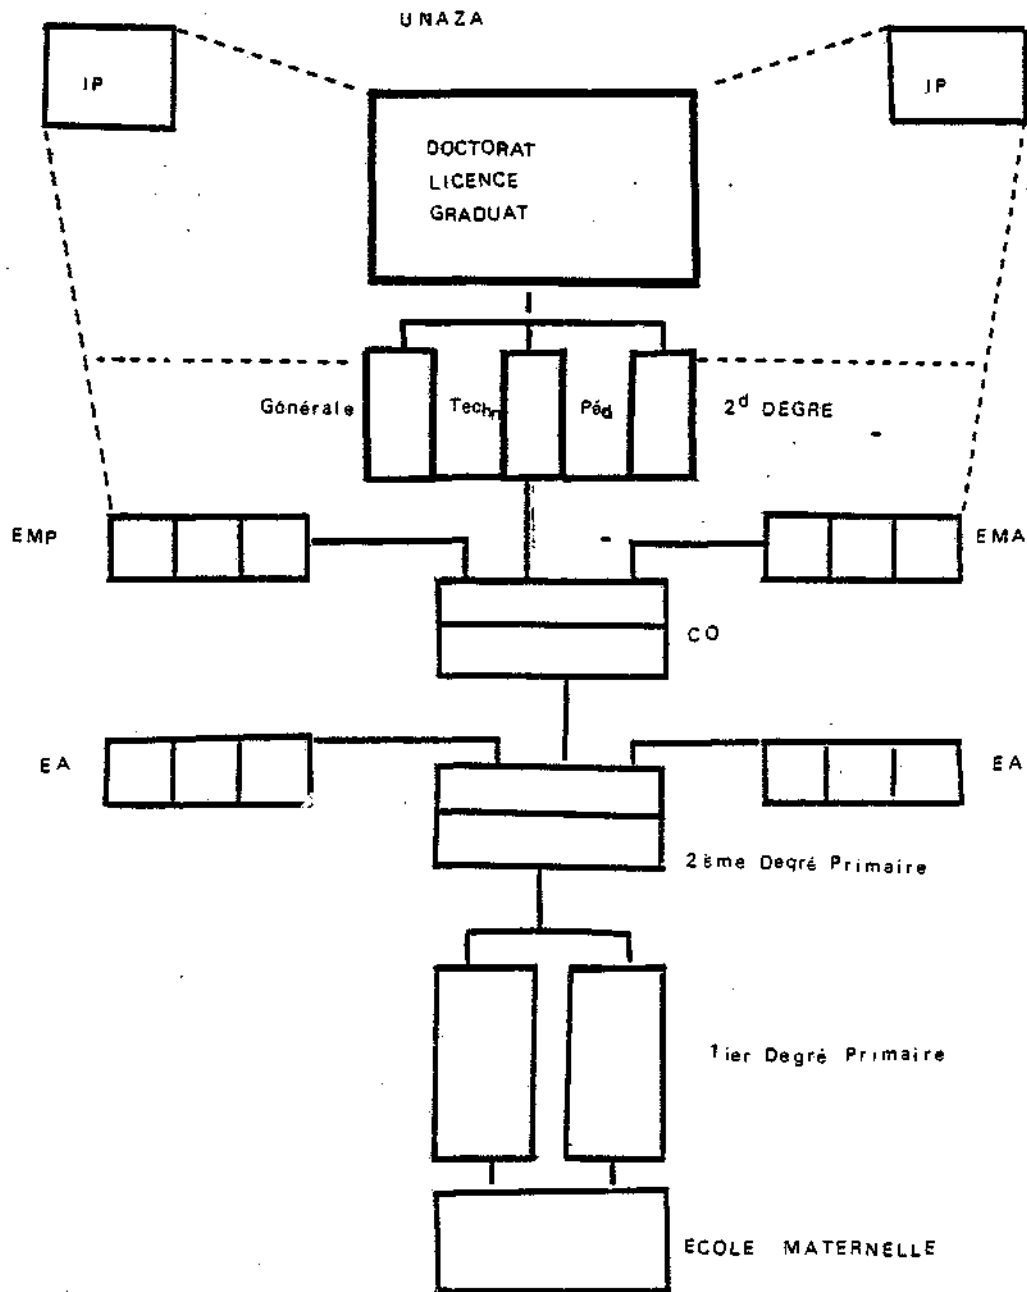 UNAZA
IP
IP
DOCTORAT
LICENCE
GRADUAT
Générale
Techn
Péd
2d DEGRE
EMP
EMA
CO
EA
EA
2ème Degré Primaire
1ier Degré Primaire
ECOLE MATERNELLE